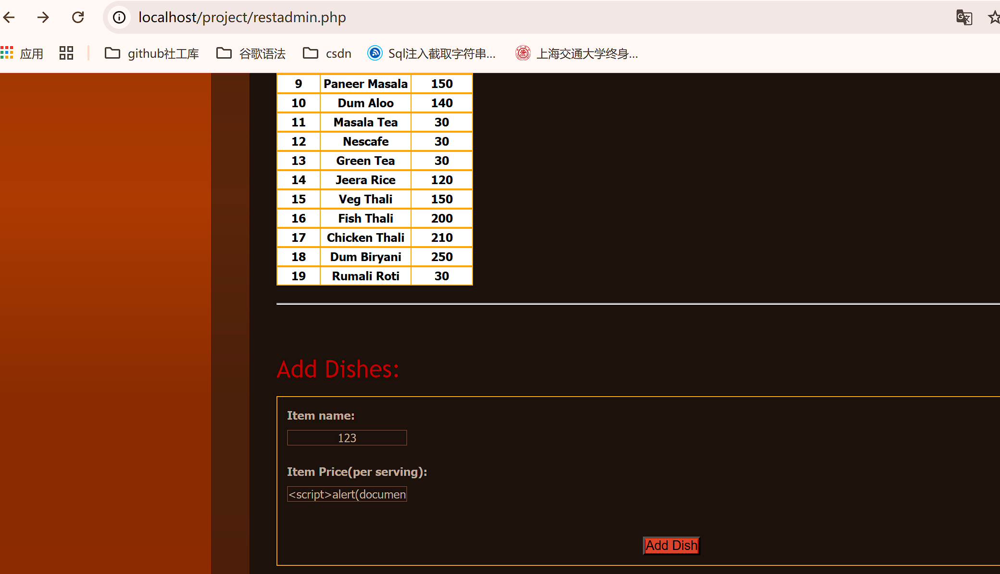 localhost/project/restadmin.php
应用 github社工库 谷歌语法 csdn Sql注入截取字符串... 上海交通大学终身...
9 Paneer Masala 150
10 Dum Aloo 140
11 Masala Tea 30
12 Nescafe 30
13 Green Tea 30
14 Jeera Rice 120
15 Veg Thali 150
16 Fish Thali 200
17 Chicken Thali 210
18 Dum Biryani 250
19 Rumali Roti 30
Add Dishes:
Item name:
123
Item Price(per serving):
<script>alert(documen
Add Dish